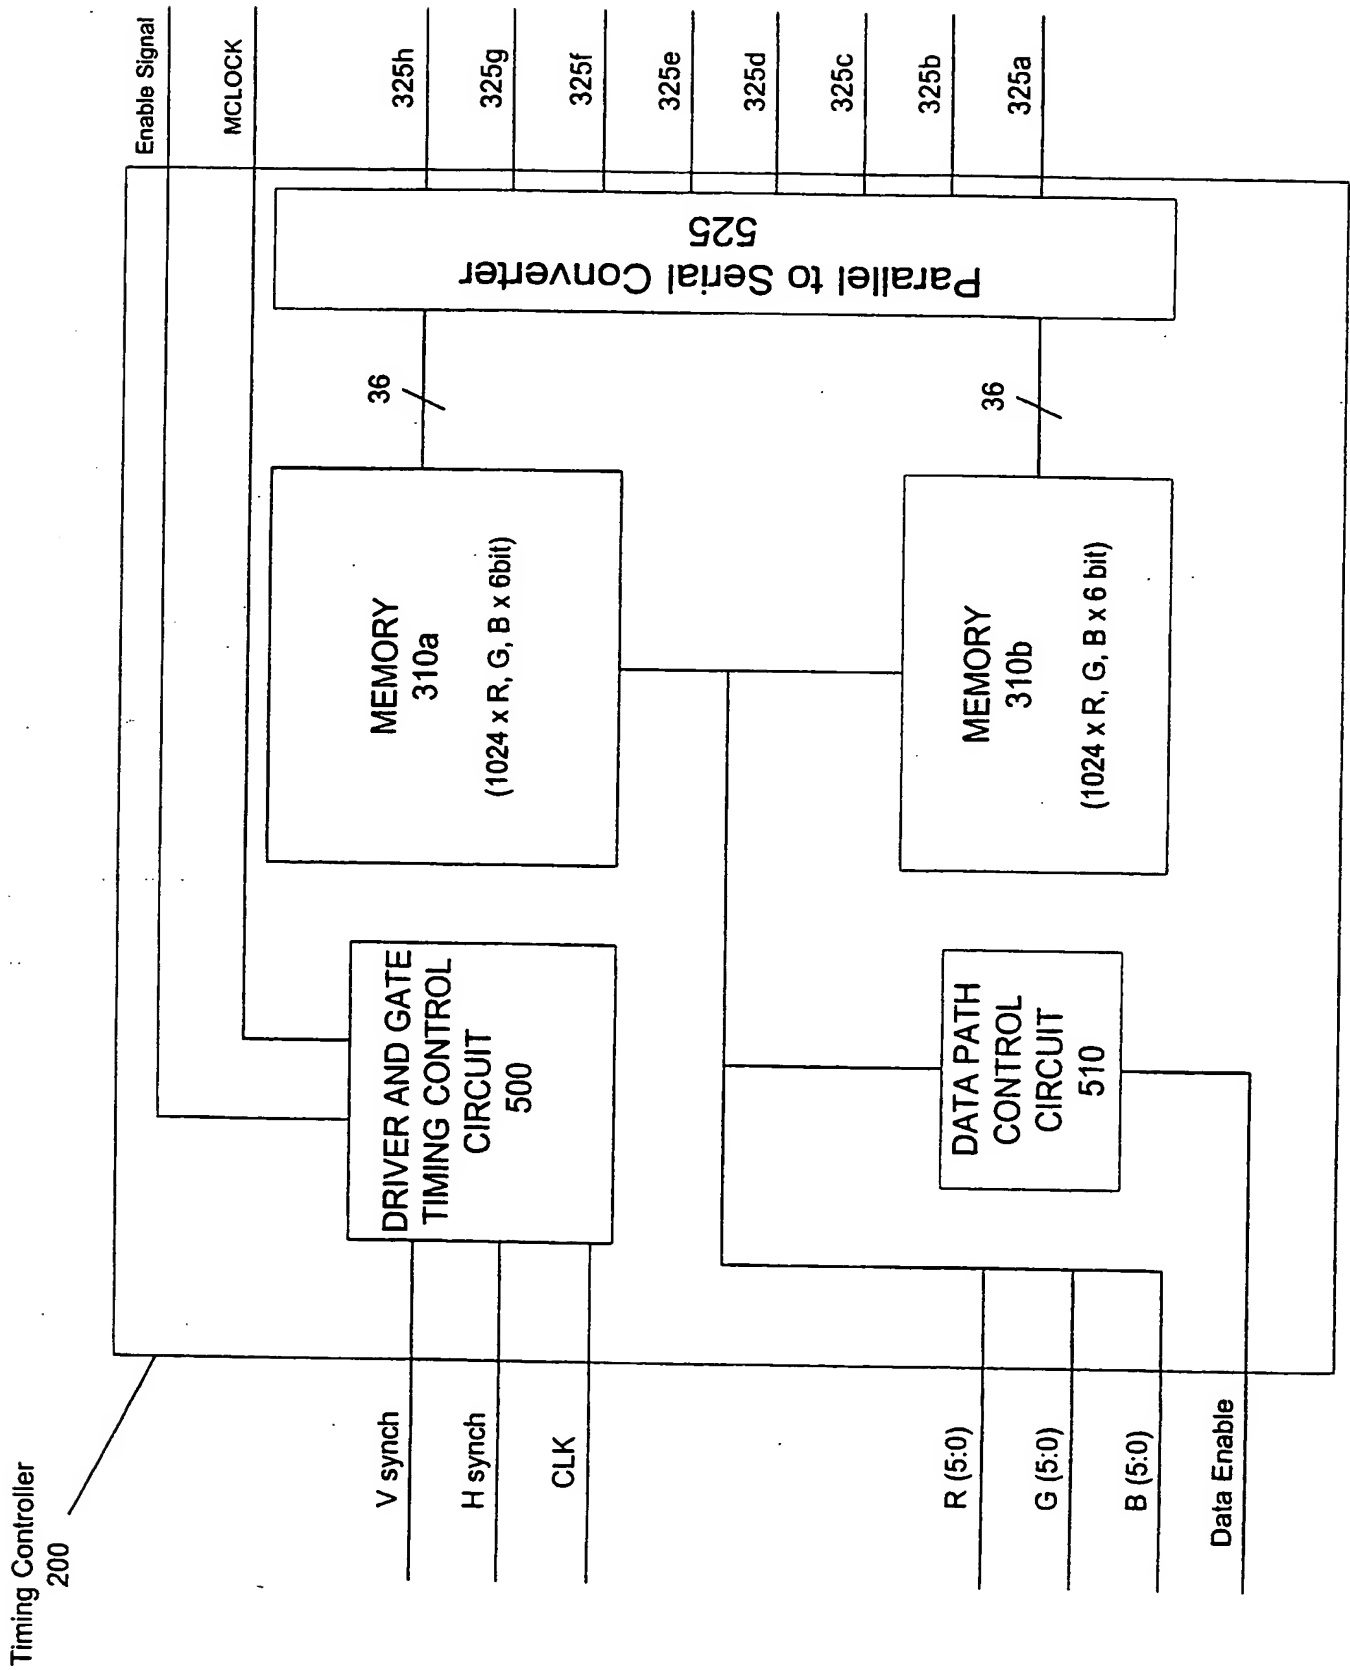 Timing Controller
200
Enable Signal
MCLOCK
V synch
H synch
CLK
DRIVER AND GATE
TIMING CONTROL
CIRCUIT
500
MEMORY
310a
(1024 x R, G, B x 6bit)
36
Parallel to Serial Converter
525
325h
325g
325f
325e
325d
325c
325b
325a
R (5:0)
G (5:0)
B (5:0)
Data Enable
DATA PATH
CONTROL
CIRCUIT
510
MEMORY
310b
(1024 x R, G, B x 6 bit)
36